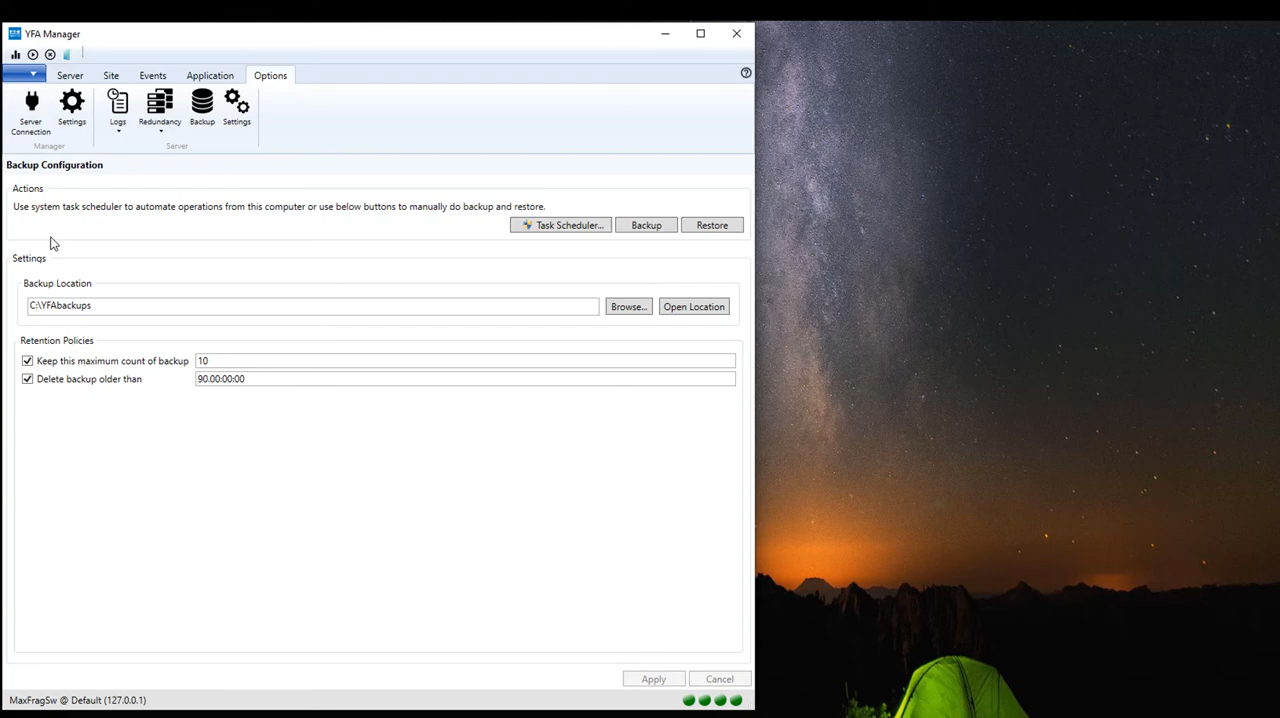 YFA Manager
Server Site Events Application Options
Server Connection Settings Logs Redundancy Backup Settings
Manager Server
Backup Configuration
Actions
Use system task scheduler to automate operations from this computer or use below buttons to manually do backup and restore.
Task Scheduler... Backup Restore
Settings
Backup Location
C:\YFAbackups Browse... Open Location
Retention Policies
Keep this maximum count of backup 10
Delete backup older than 90.00:00:00
Apply Cancel
MaxFragSw @ Default (127.0.0.1)